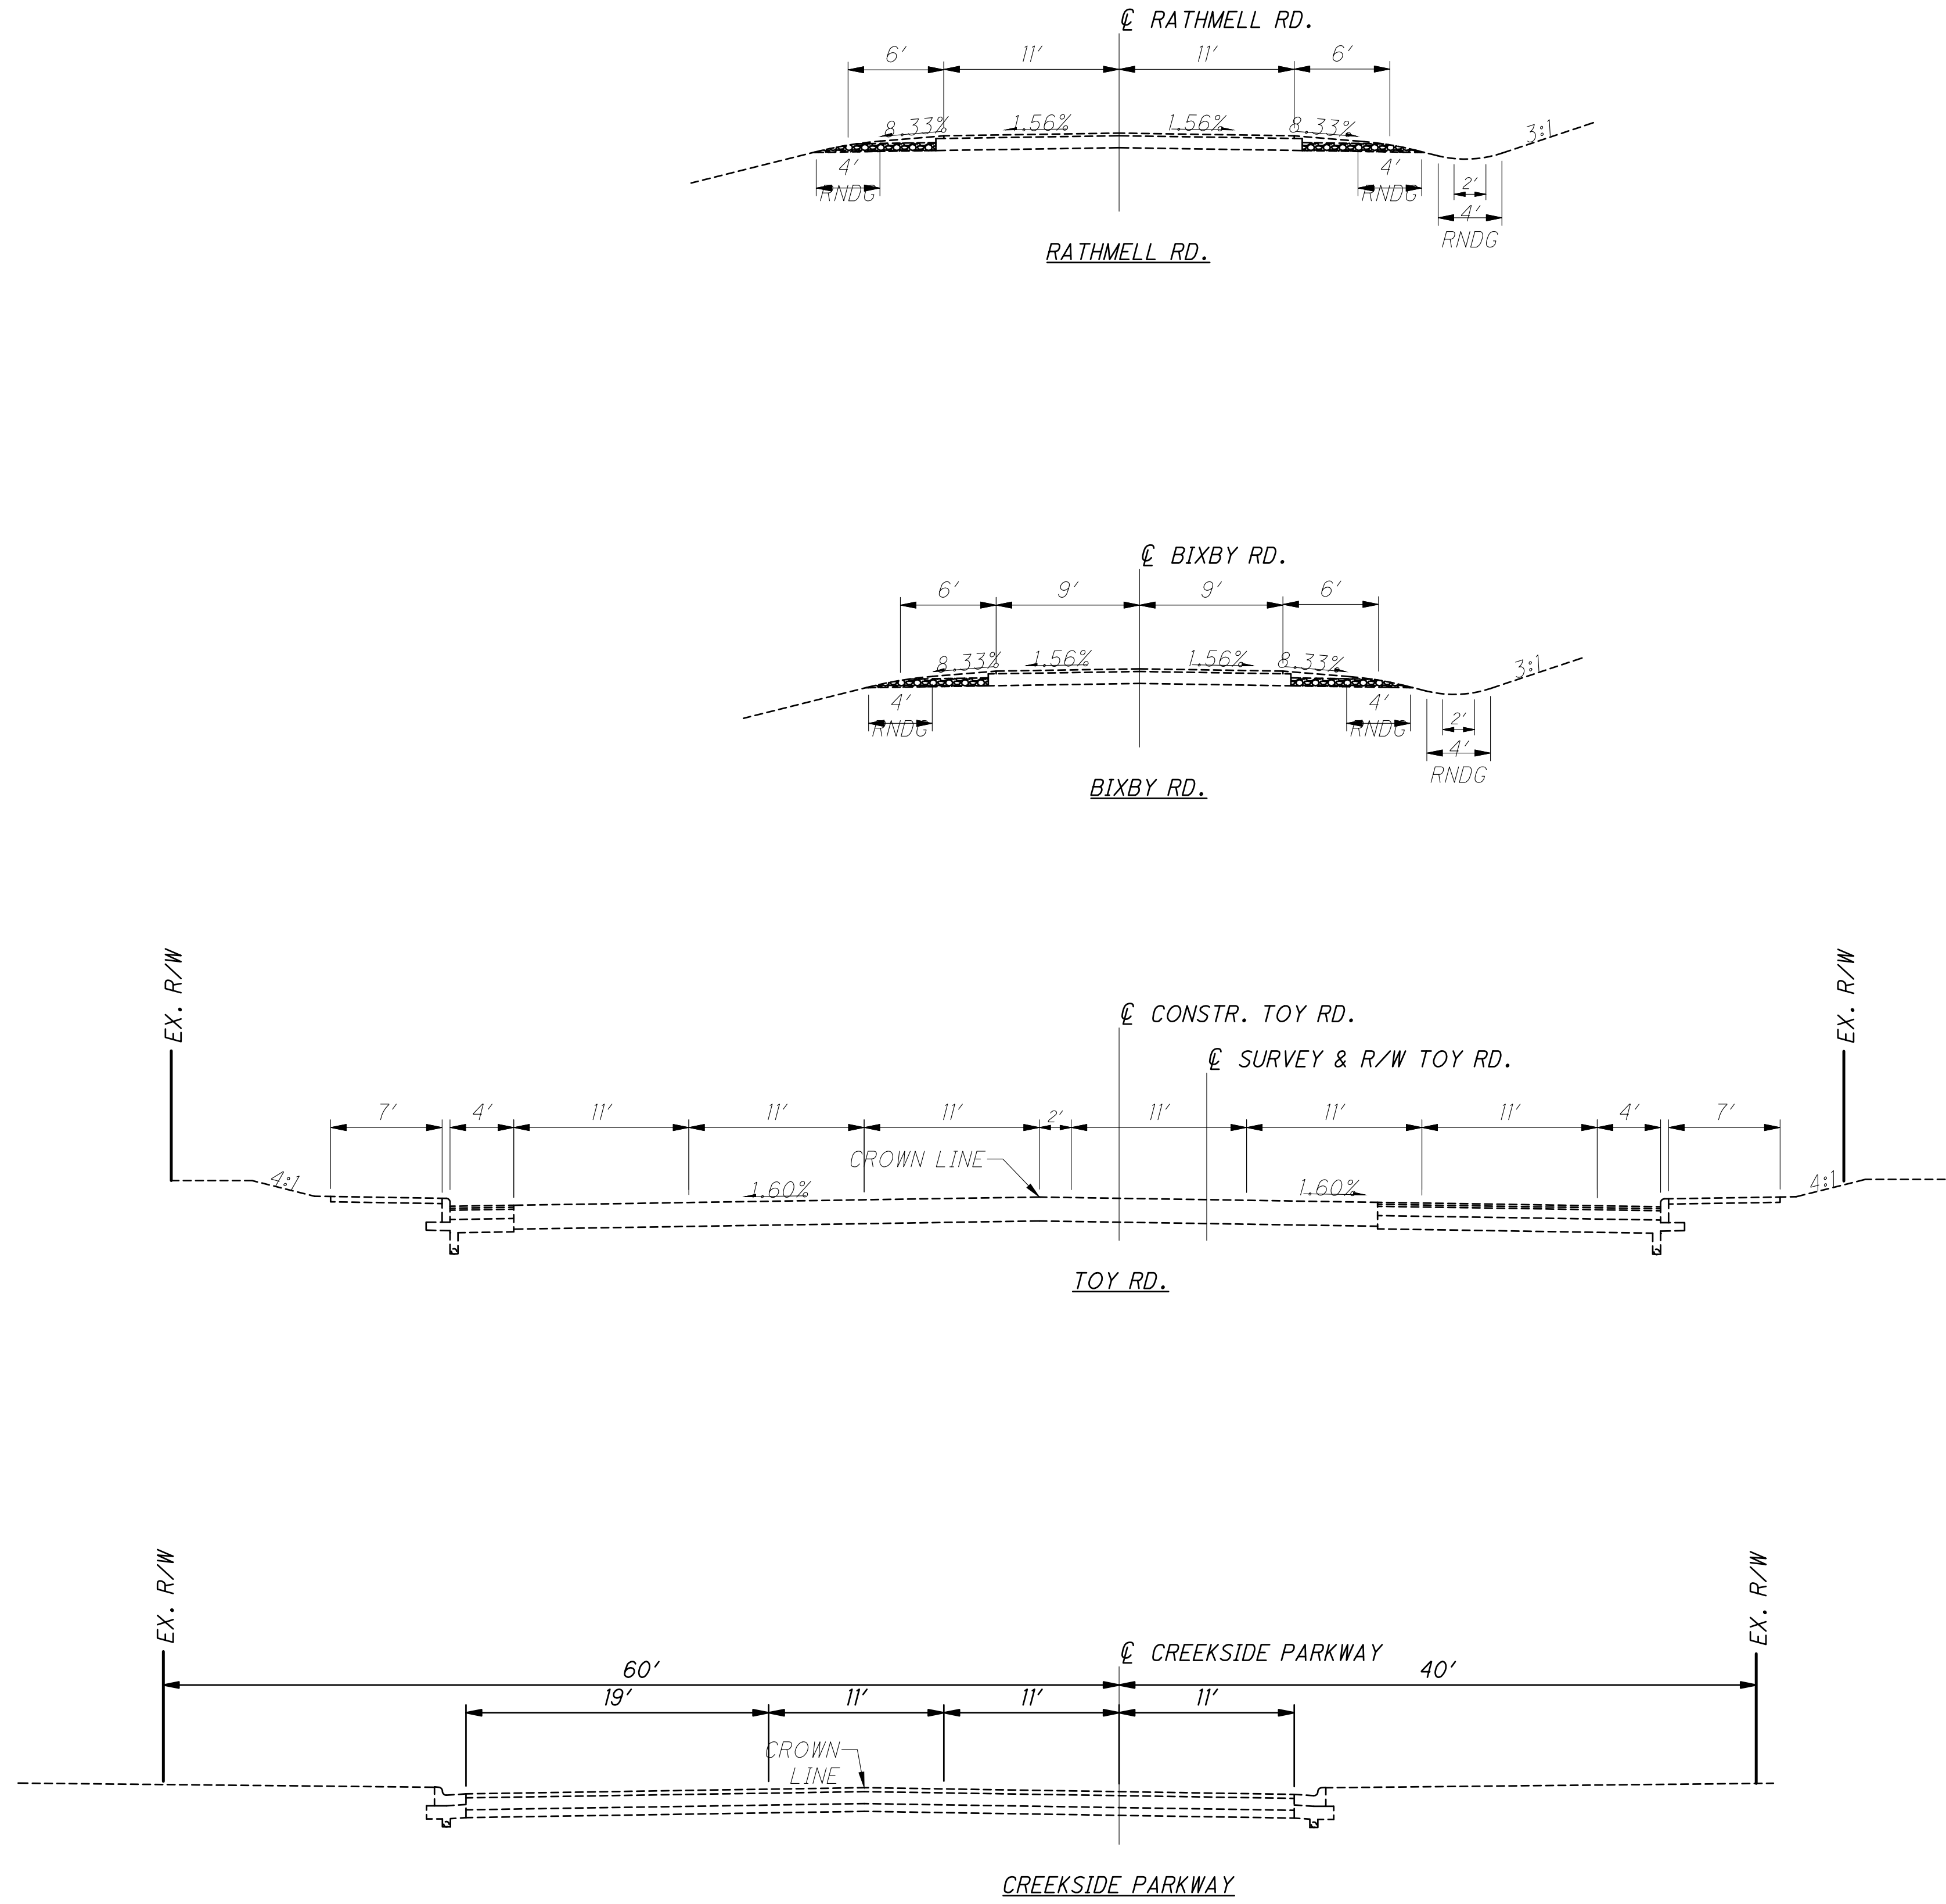 ℄ RATHMELL RD.
6' 11' 11' 6'
8.33% 1.56% 1.56% 8.33% 3:1
4' 4' 2'
RNDG RNDG 4'
RNDG
RATHMELL RD.
℄ BIXBY RD.
6' 9' 9' 6'
8.33% 1.56% 1.56% 8.33% 3:1
4' 4' 2'
RNDG RNDG 4'
RNDG
BIXBY RD.
EX. R/W EX. R/W
℄ CONSTR. TOY RD.
℄ SURVEY & R/W TOY RD.
7' 4' 11' 11' 11' 2' 11' 11' 11' 4' 7'
CROWN LINE
4:1 1.60% 1.60% 4:1
TOY RD.
EX. R/W EX. R/W
℄ CREEKSIDE PARKWAY
60' 40'
19' 11' 11' 11'
CROWN
LINE
CREEKSIDE PARKWAY